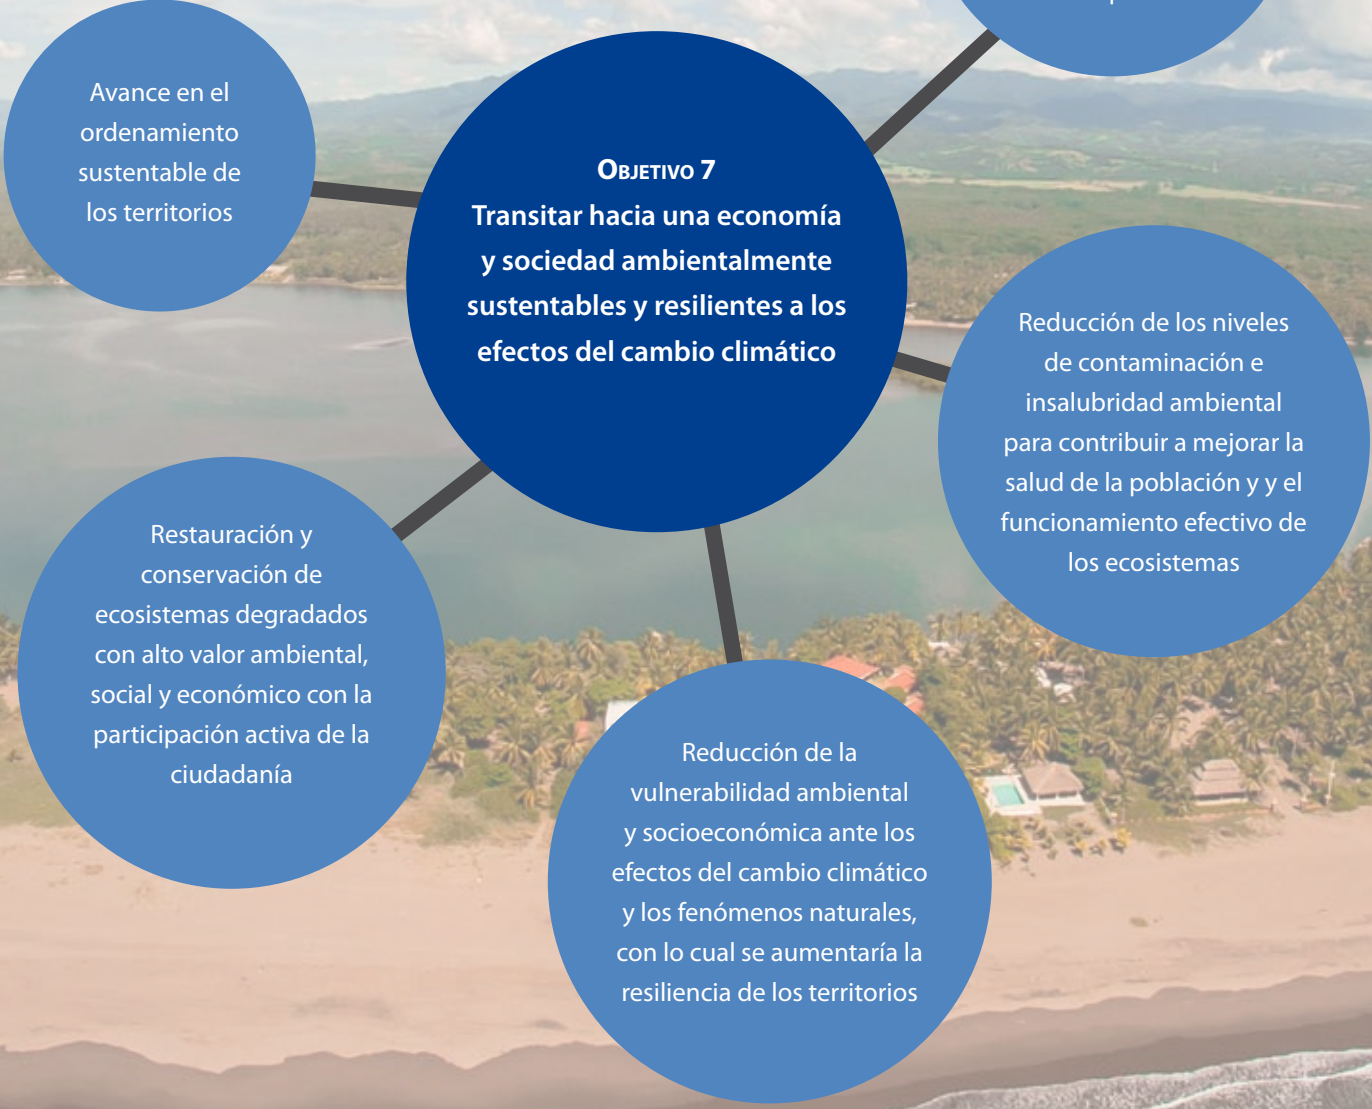 Avance en el
ordenamiento
sustentable de
los territorios
OBJETIVO 7
Transitar hacia una economía
y sociedad ambientalmente
sustentables y resilientes a los
efectos del cambio climático
Reducción de los niveles
de contaminación e
insalubridad ambiental
para contribuir a mejorar la
salud de la población y y el
funcionamiento efectivo de
los ecosistemas
Restauración y
conservación de
ecosistemas degradados
con alto valor ambiental,
social y económico con la
participación activa de la
ciudadanía
Reducción de la
vulnerabilidad ambiental
y socioeconómica ante los
efectos del cambio climático
y los fenómenos naturales,
con lo cual se aumentaría la
resiliencia de los territorios